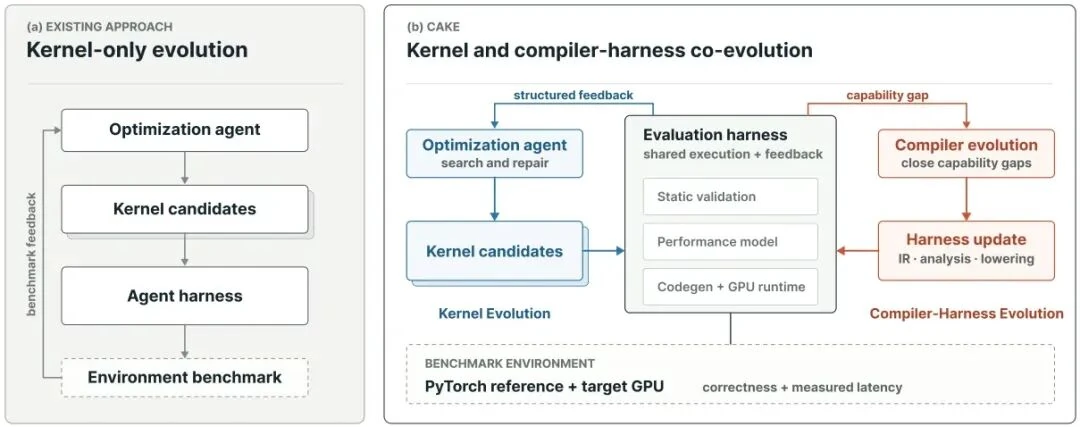 (a) EXISTING APPROACH
Kernel-only evolution
Optimization agent
Kernel candidates
benchmark feedback
Agent harness
Environment benchmark
(b) CAKE
Kernel and compiler-harness co-evolution
structured feedback
capability gap
Optimization agent
search and repair
Kernel candidates
Kernel Evolution
Evaluation harness
shared execution + feedback
Static validation
Performance model
Codegen + GPU runtime
Compiler evolution
close capability gaps
Harness update
IR · analysis · lowering
Compiler-Harness Evolution
BENCHMARK ENVIRONMENT
PyTorch reference + target GPU
correctness + measured latency